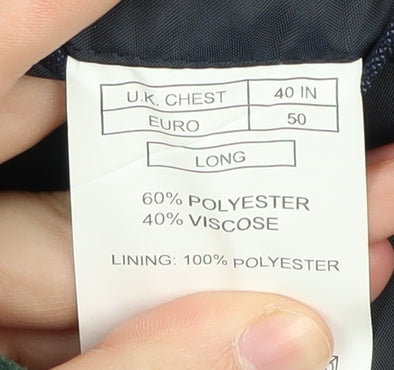 U.K. CHEST 40 IN
EURO 50
LONG
60% POLYESTER
40% VISCOSE
LINING: 100% POLYESTER